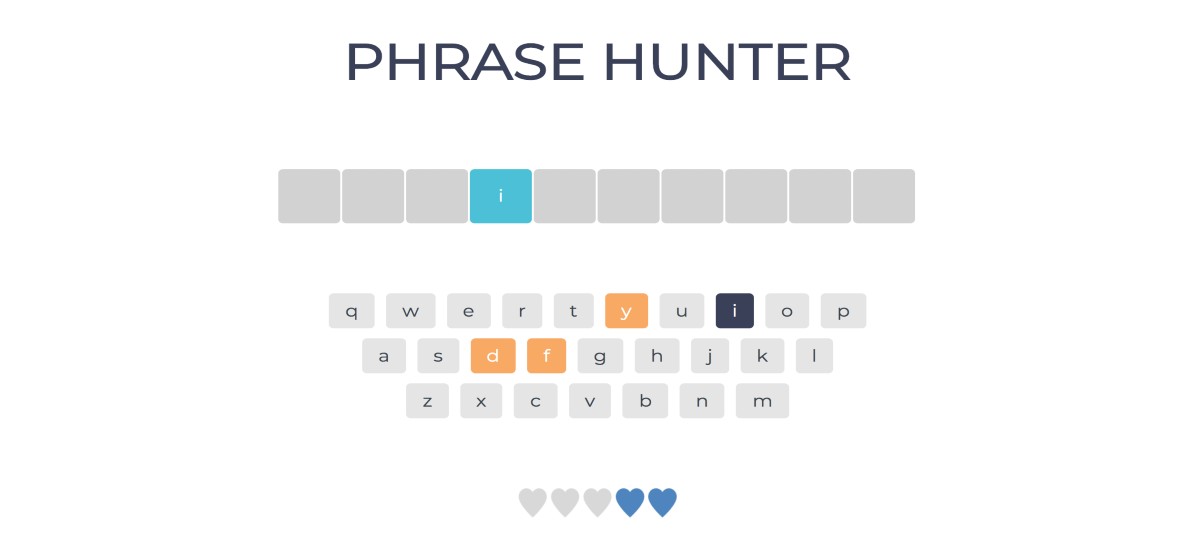 PHRASE HUNTER
i
q w e r t y u i o p
a s d f g h j k l
z x c v b n m